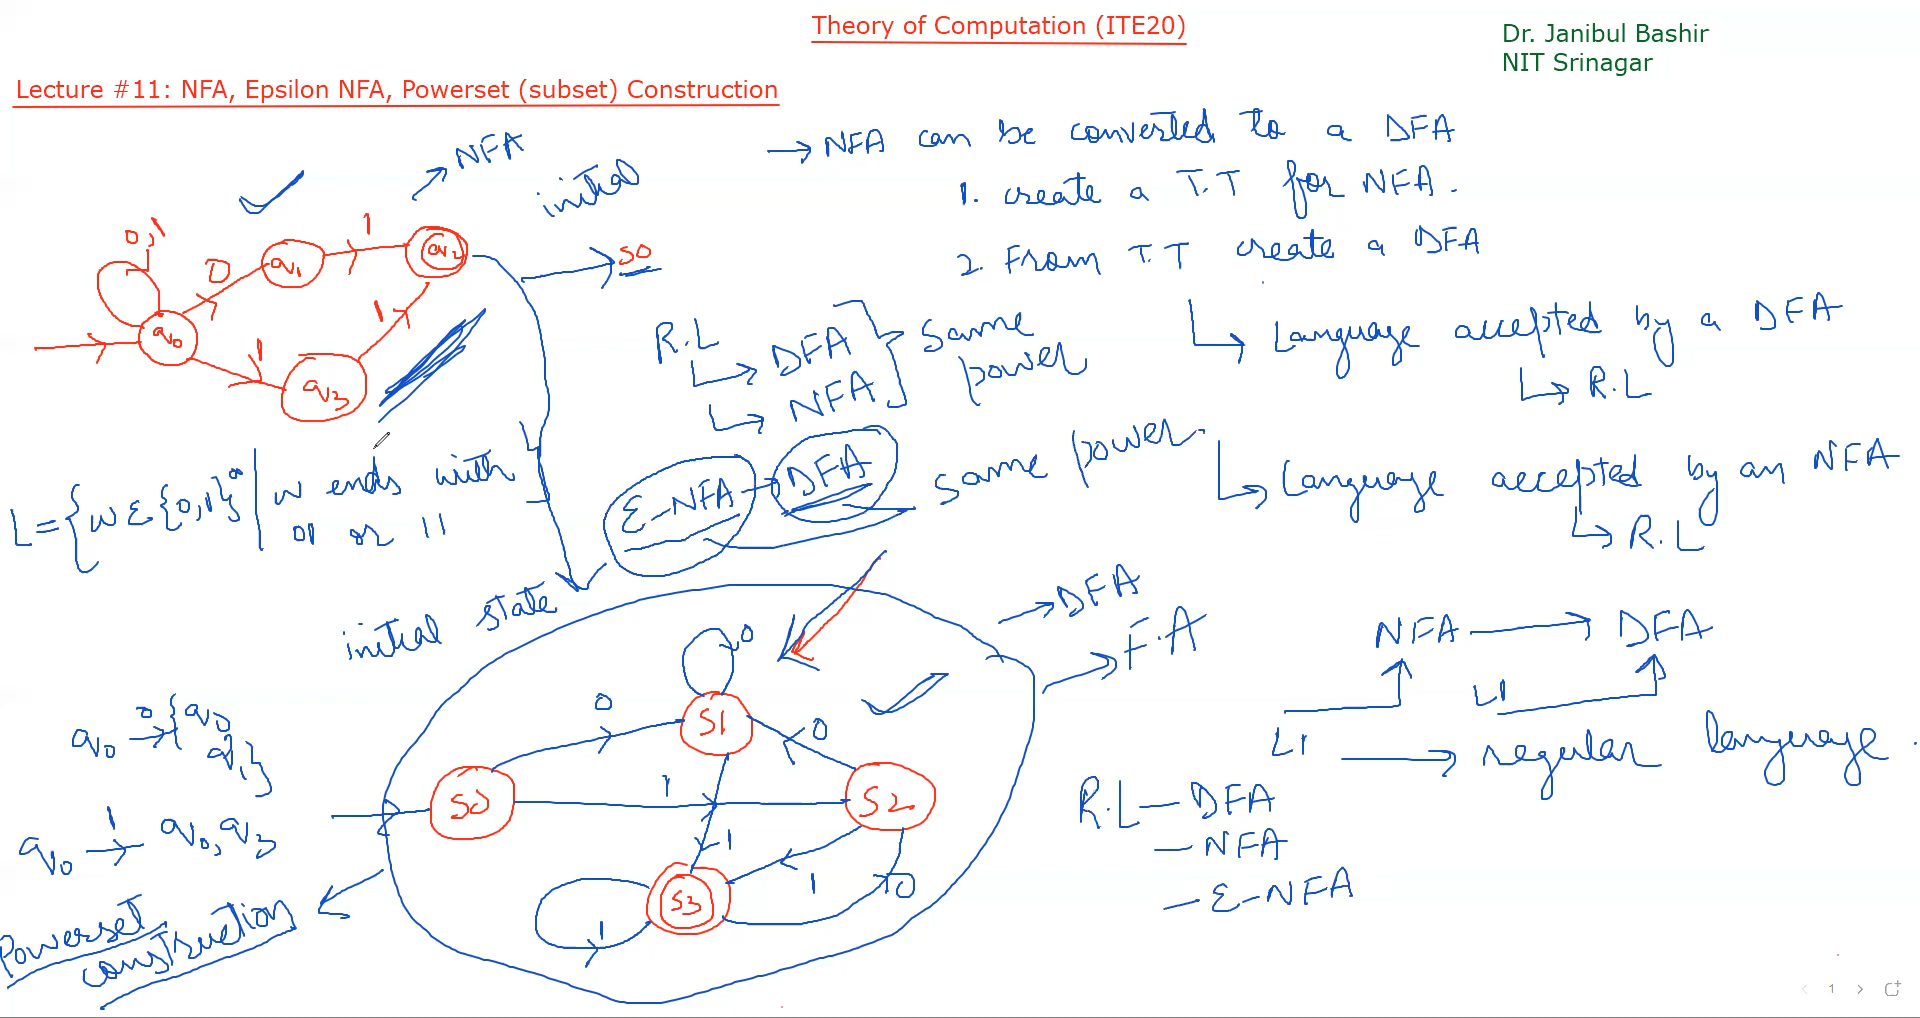 Theory of Computation (ITE20)
Dr. Janibul Bashir
NIT Srinagar
Lecture #11: NFA, Epsilon NFA, Powerset (subset) Construction
→ NFA
initial
→ S0
0,1
0
1
1
1
q0
q1
q2
q3
L = {w ε {0,1}* | w ends with
01 or 11
→ NFA can be converted to a DFA
1. create a T.T for NFA.
2. From T.T create a DFA
R.L
→ DFA
→ NFA
same
power
ε-NFA → DFA
same power.
→ Language accepted by a DFA
→ R.L
→ Language accepted by an NFA
→ R.L
initial state
→ DFA
→ F.A
NFA → DFA
L1
L1 → regular language.
R.L — DFA
— NFA
— ε-NFA
q0 →0 {q0
q1}
q0 →1 q0, q3
Powerset
construction
S0
S1
S2
S3
0
0
0
1
1
1
0
1
1